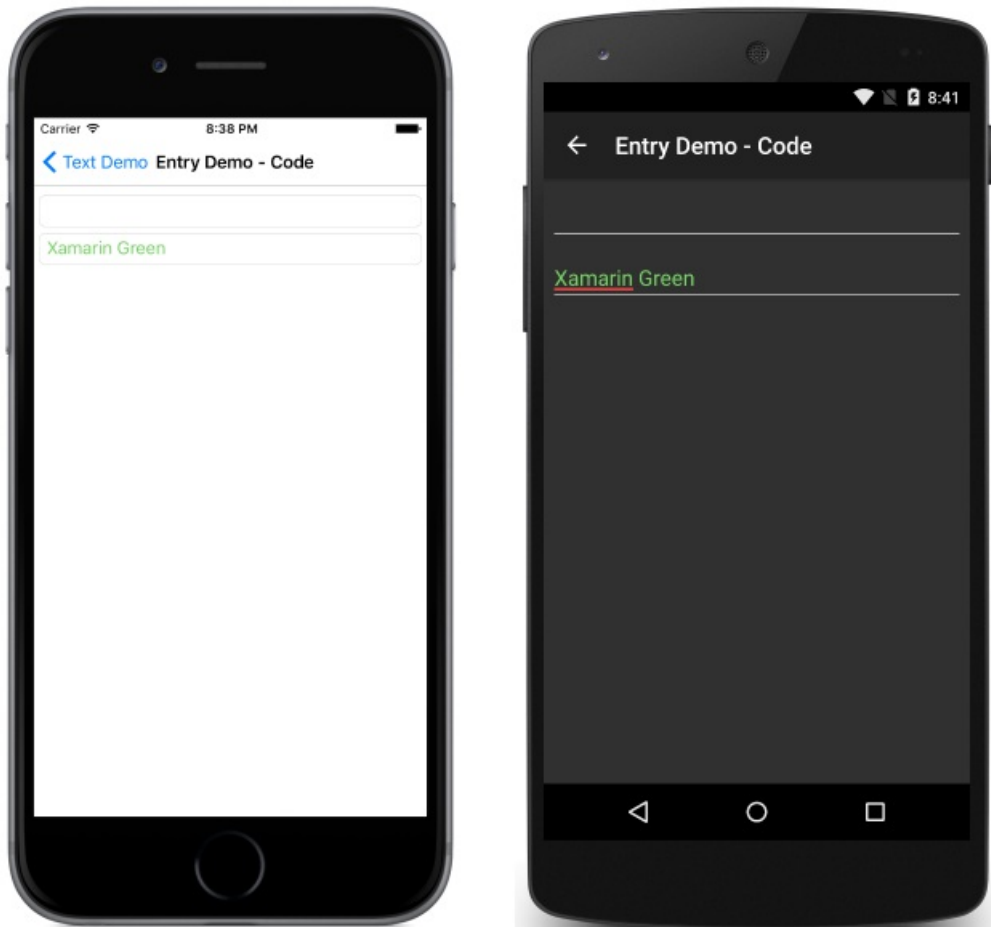 Carrier 8:38 PM
Text Demo Entry Demo - Code
Xamarin Green
8:41
Entry Demo - Code
Xamarin Green